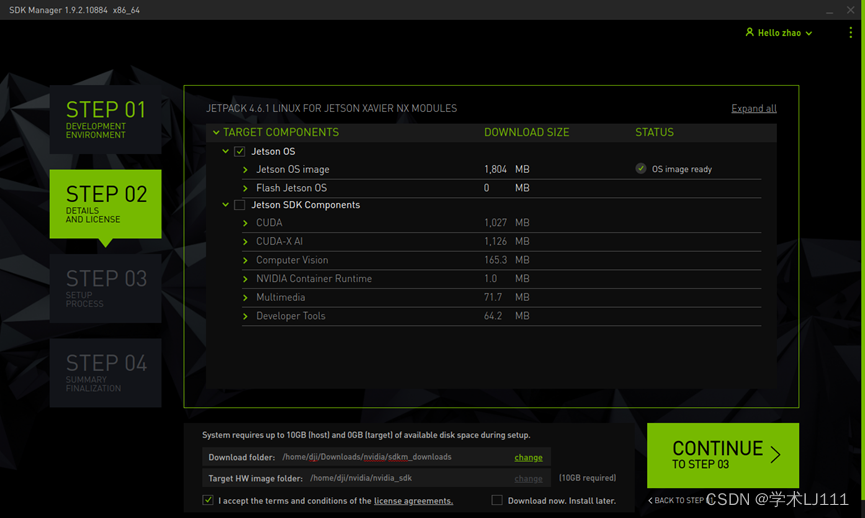 SDK Manager 1.9.2.10884 x86_64
Hello zhao
STEP 01
DEVELOPMENT
ENVIRONMENT
STEP 02
DETAILS
AND LICENSE
STEP 03
SETUP
PROCESS
STEP 04
SUMMARY
FINALIZATION
JETPACK 4.6.1 LINUX FOR JETSON XAVIER NX MODULES
Expand all
TARGET COMPONENTS DOWNLOAD SIZE STATUS
Jetson OS
Jetson OS image 1,804 MB OS image ready
Flash Jetson OS 0 MB
Jetson SDK Components
CUDA 1,027 MB
CUDA-X AI 1,126 MB
Computer Vision 165.3 MB
NVIDIA Container Runtime 1.0 MB
Multimedia 71.7 MB
Developer Tools 64.2 MB
System requires up to 10GB (host) and 0GB (target) of available disk space during setup.
Download folder: /home/dji/Downloads/nvidia/sdkm_downloads change
Target HW image folder: /home/dji/nvidia/nvidia_sdk change (10GB required)
I accept the terms and conditions of the license agreements. Download now. Install later.
CONTINUE
TO STEP 03
BACK TO STEP 01
CSDN @学术LJ111